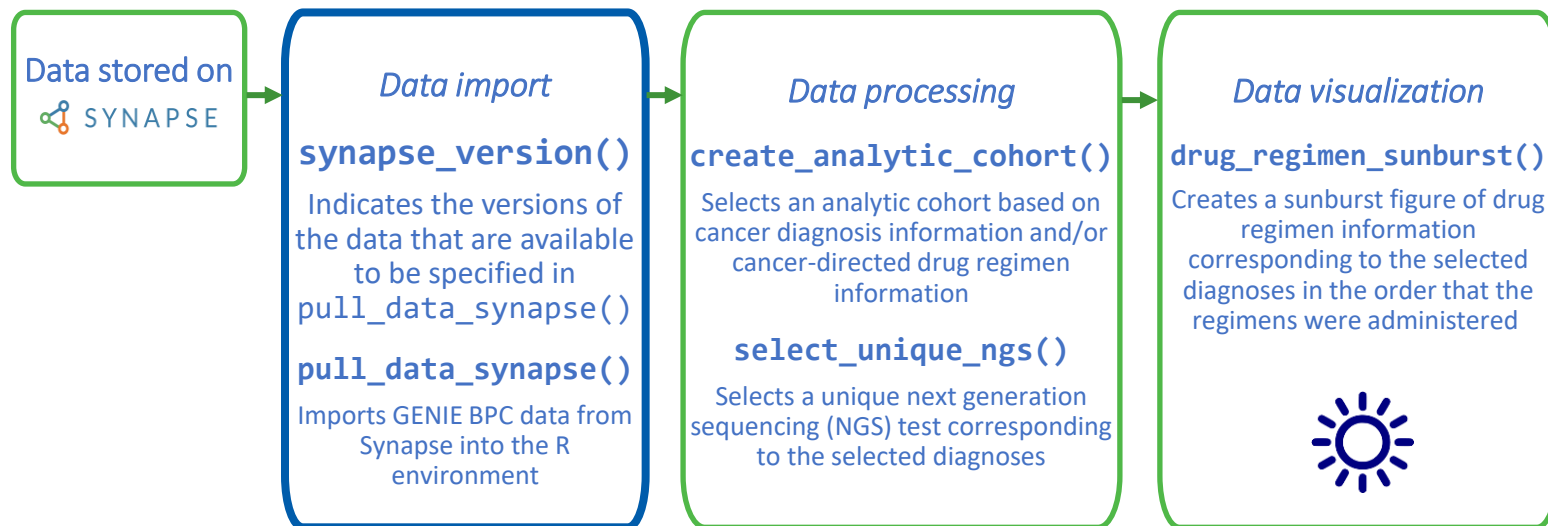 Data stored on
SYNAPSE
Data import
synapse_version()
Indicates the versions of
the data that are available
to be specified in
pull_data_synapse()
pull_data_synapse()
Imports GENIE BPC data from
Synapse into the R
environment
Data processing
create_analytic_cohort()
Selects an analytic cohort based on
cancer diagnosis information and/or
cancer-directed drug regimen
information
select_unique_ngs()
Selects a unique next generation
sequencing (NGS) test corresponding
to the selected diagnoses
Data visualization
drug_regimen_sunburst()
Creates a sunburst figure of drug
regimen information
corresponding to the selected
diagnoses in the order that the
regimens were administered